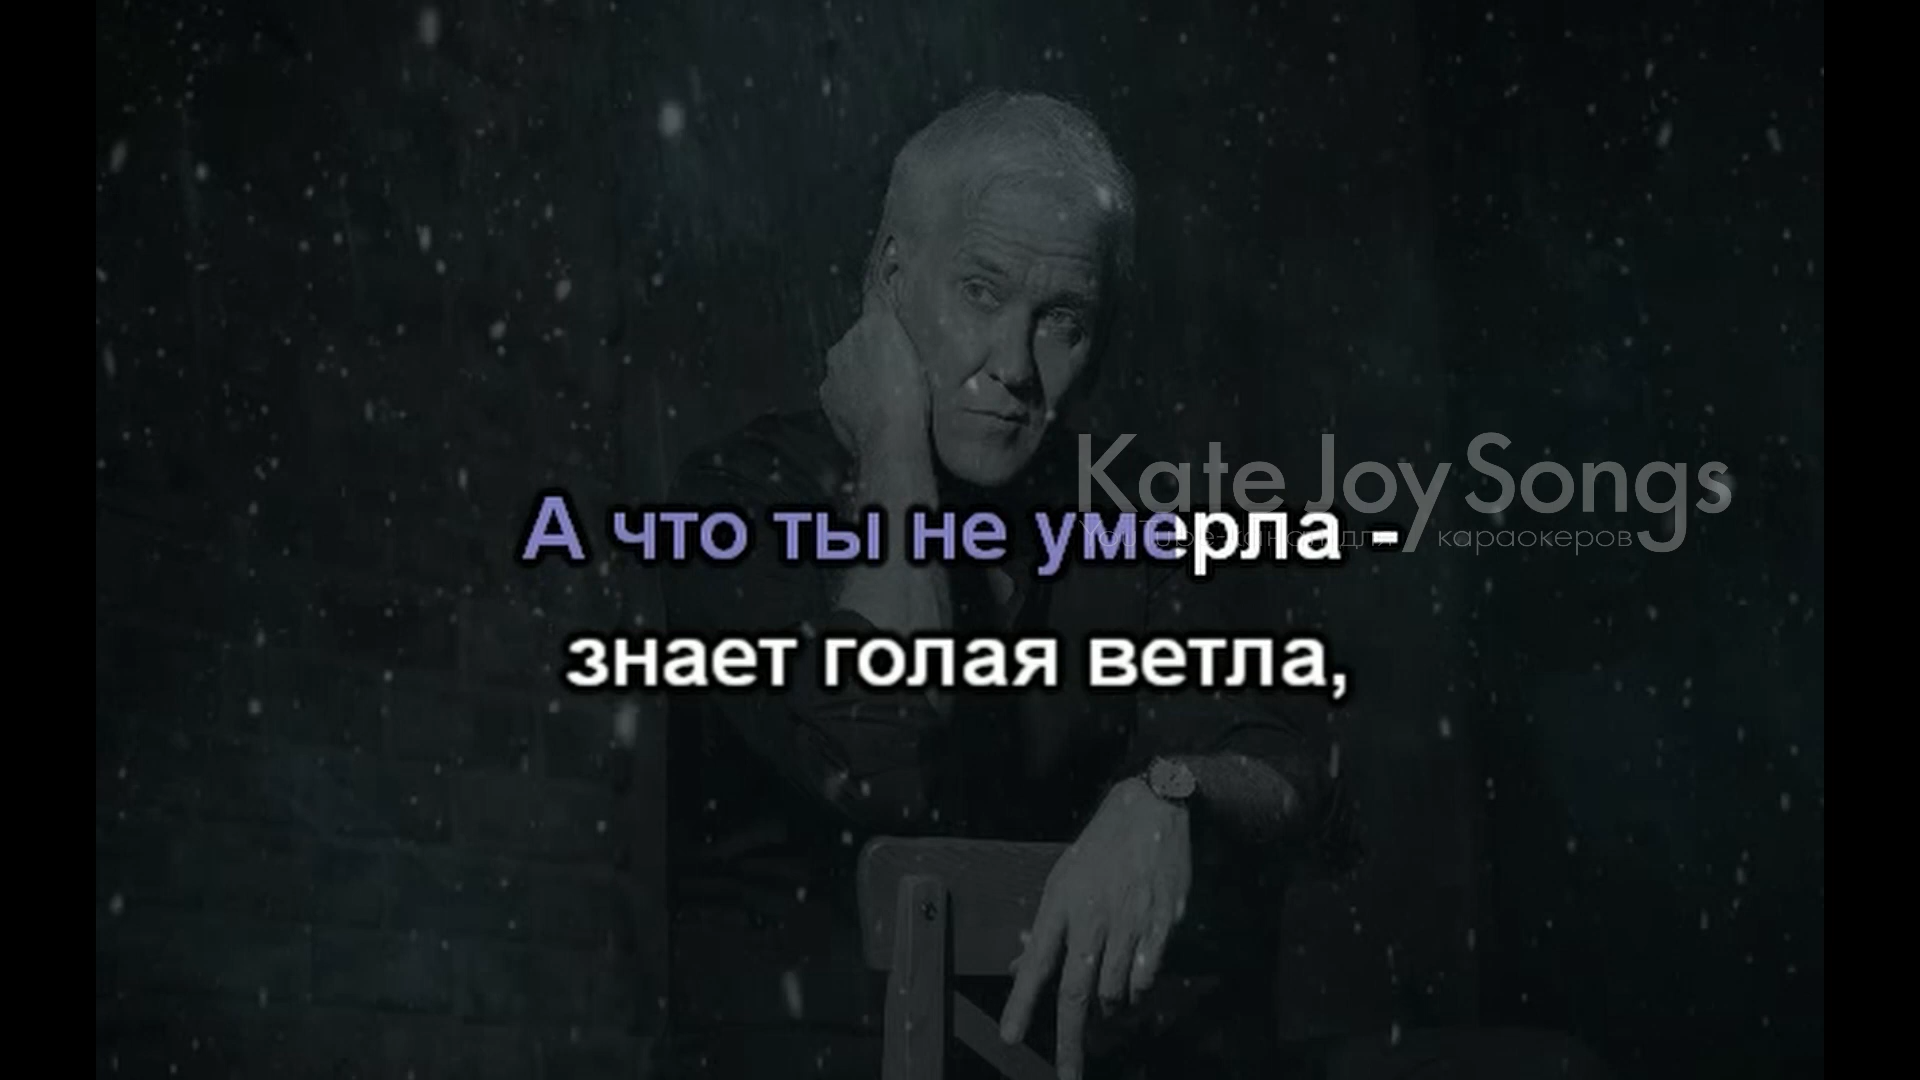 Kate Joy Songs
караокеров
А что ты не умерла -
знает голая ветла,